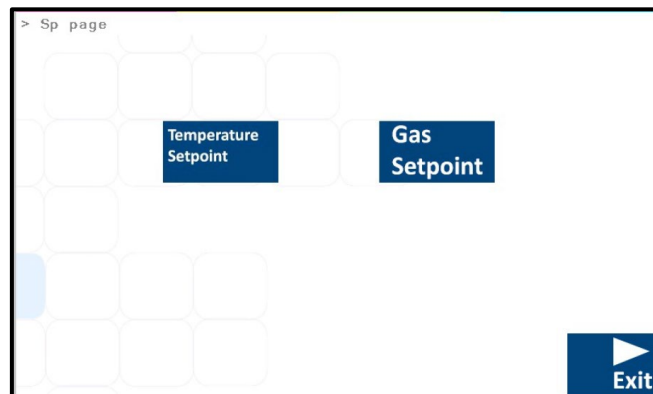 > Sp page
Temperature
Setpoint
Gas
Setpoint
Exit